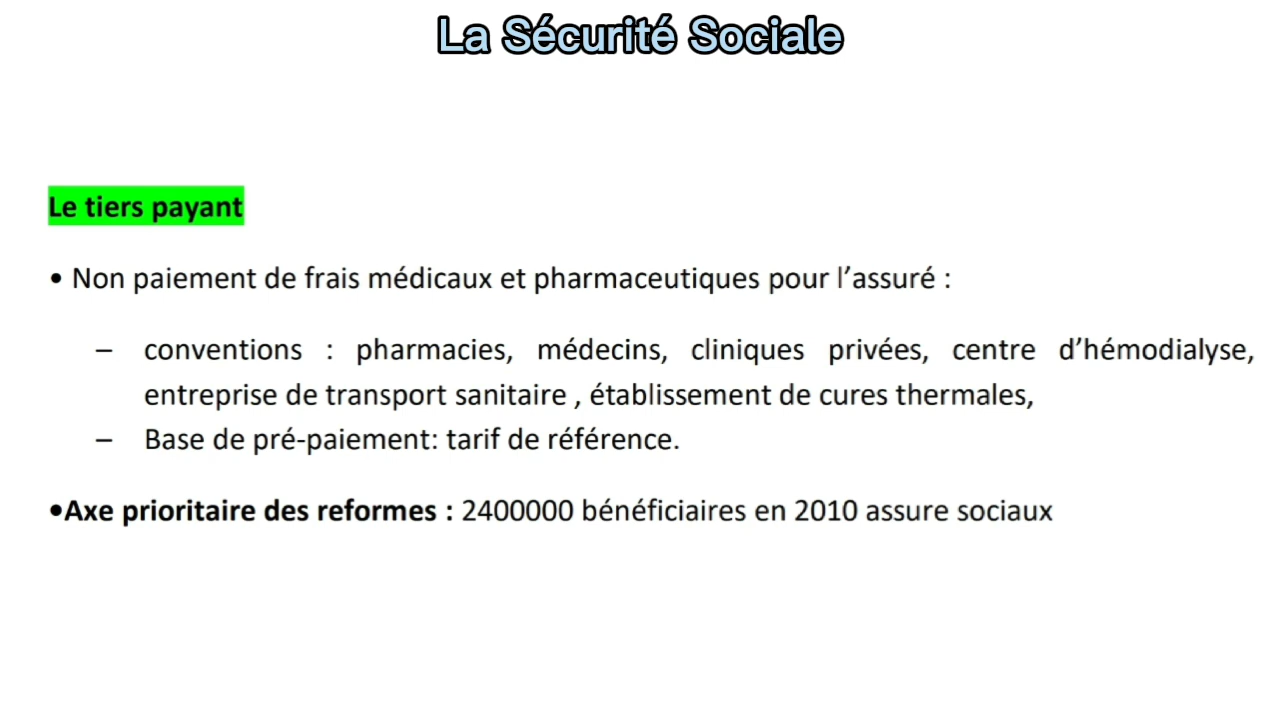 La Sécurité Sociale
Le tiers payant
• Non paiement de frais médicaux et pharmaceutiques pour l’assuré :
– conventions : pharmacies, médecins, cliniques privées, centre d’hémodialyse,
entreprise de transport sanitaire , établissement de cures thermales,
– Base de pré-paiement: tarif de référence.
•Axe prioritaire des reformes : 2400000 bénéficiaires en 2010 assure sociaux